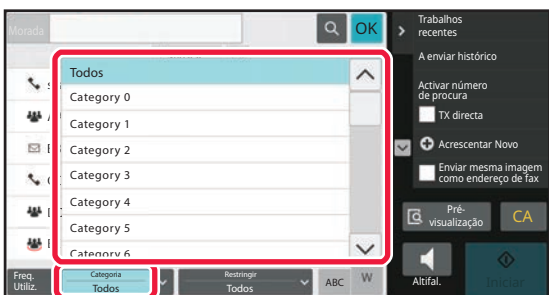 Morada
OK
Todos
Category 0
Category 1
Category 2
Category 3
Category 4
Category 5
Category 6
Freq.
Utiliz.
Categoria
Todos
Restringir
Todos
ABC
W
Trabalhos
recentes
A enviar histórico
Activar número
de procura
TX directa
Acrescentar Novo
Enviar mesma imagem
como endereço de fax
Pré-
visualização
CA
Altifal.
Iniciar